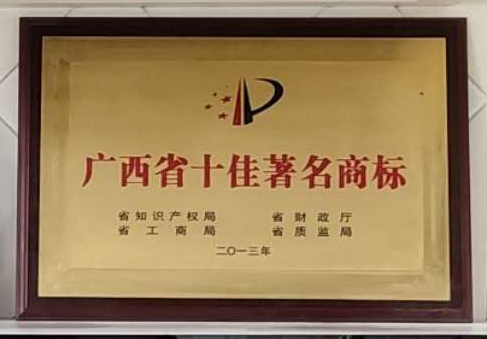 广西省十佳著名商标
省知识产权局 省财政厅
省工商局 省质监局
二〇一三年